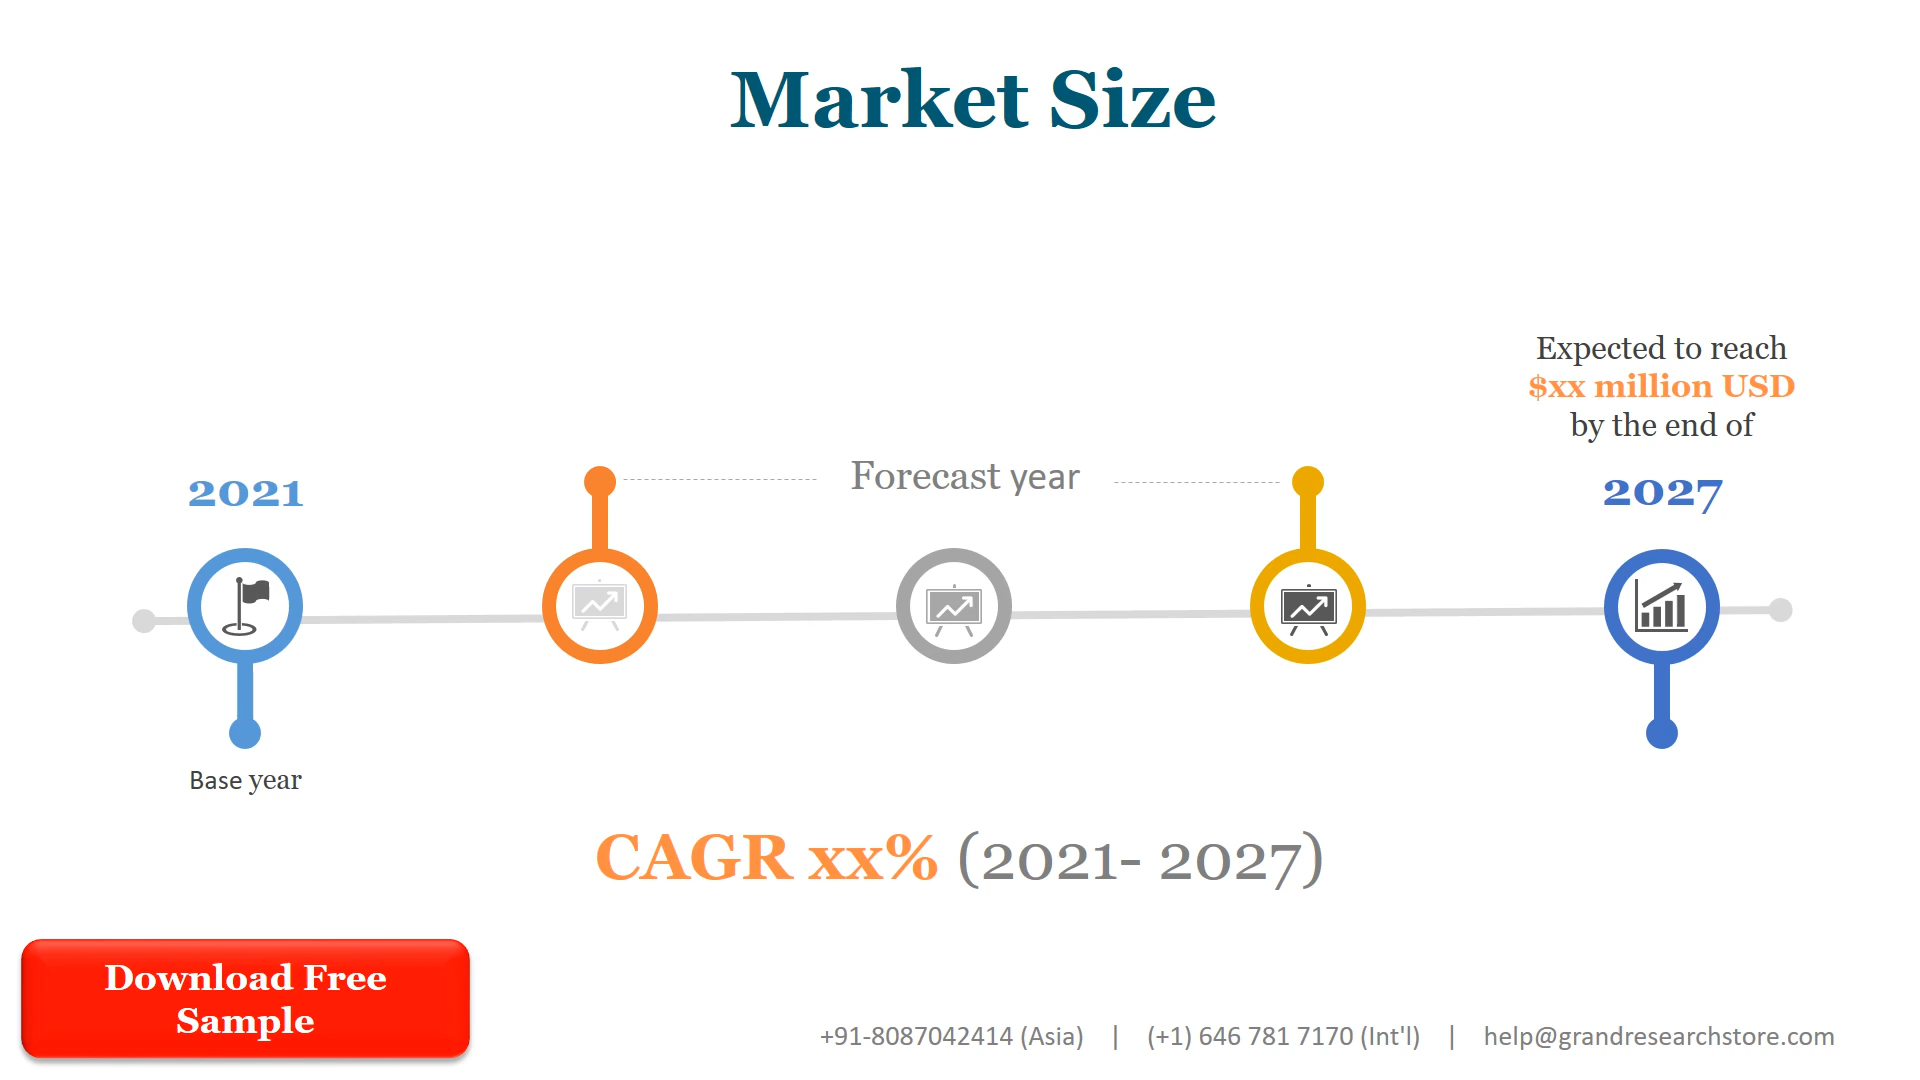 Market Size
Expected to reach
$xx million USD
by the end of
2021
Forecast year
2027
Base year
CAGR xx% (2021- 2027)
Download Free
Sample
+91-8087042414 (Asia) | (+1) 646 781 7170 (Int'l) | help@grandresearchstore.com